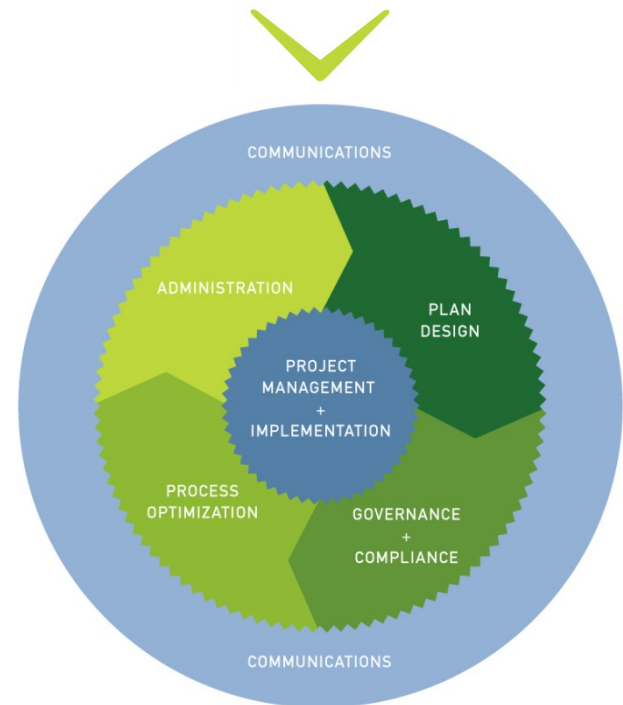 COMMUNICATIONS
ADMINISTRATION
PLAN
DESIGN
PROJECT
MANAGEMENT
+
IMPLEMENTATION
PROCESS
OPTIMIZATION
GOVERNANCE
+
COMPLIANCE
COMMUNICATIONS